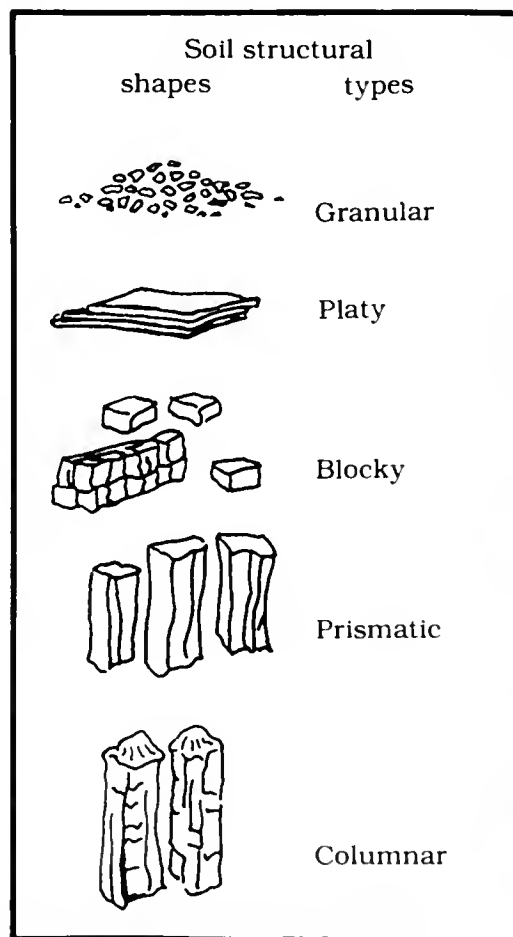 Soil structural
shapes types
Granular
Platy
Blocky
Prismatic
Columnar